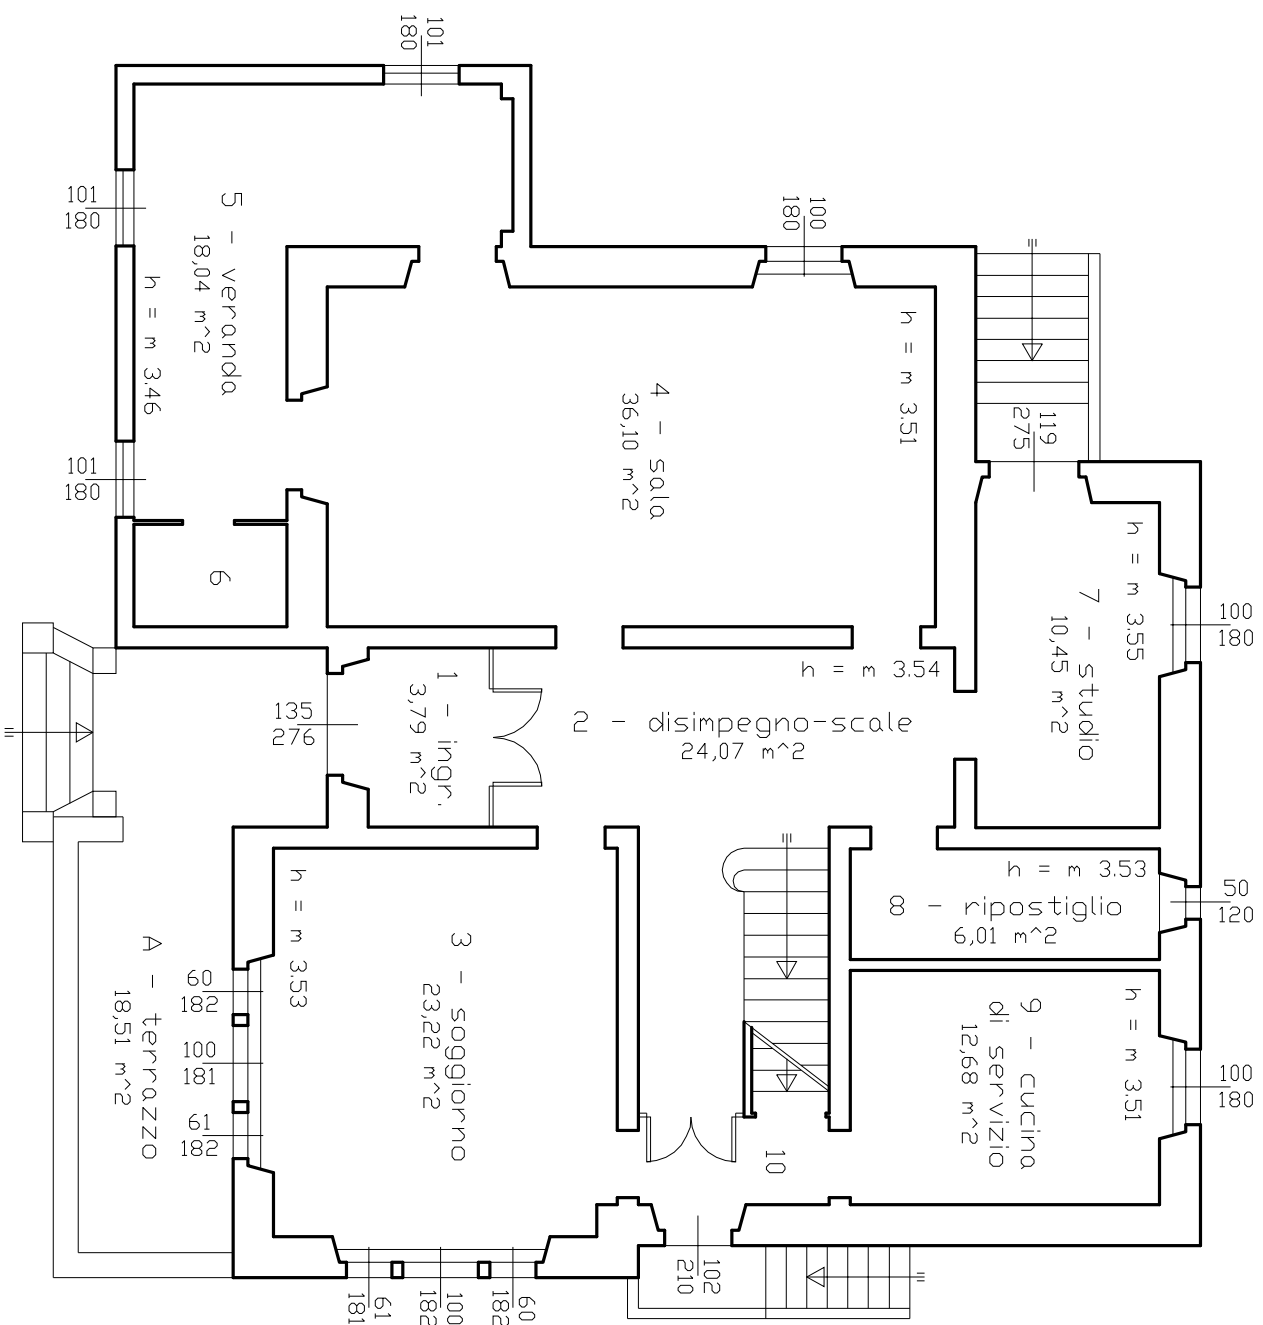 101
180
101
180
5 - veranda
18,04 m^2
h = m 3.46
101
180
6
100
180
h = m 3.51
4 - sala
36,10 m^2
119
275
h = m 3.55
7 - studio
10,45 m^2
100
180
135
276
1 - ingr.
3,79 m^2
h = m 3.54
2 - disimpegno-scale
24,07 m^2
h = m 3.53
8 - ripostiglio
6,01 m^2
50
120
A - terrazzo
18,51 m^2
60
182
100
181
61
182
h = m 3.53
3 - soggiorno
23,22 m^2
h = m 3.51
9 - cucina
di servizio
12,68 m^2
100
180
10
102
210
61
181
100
182
60
182